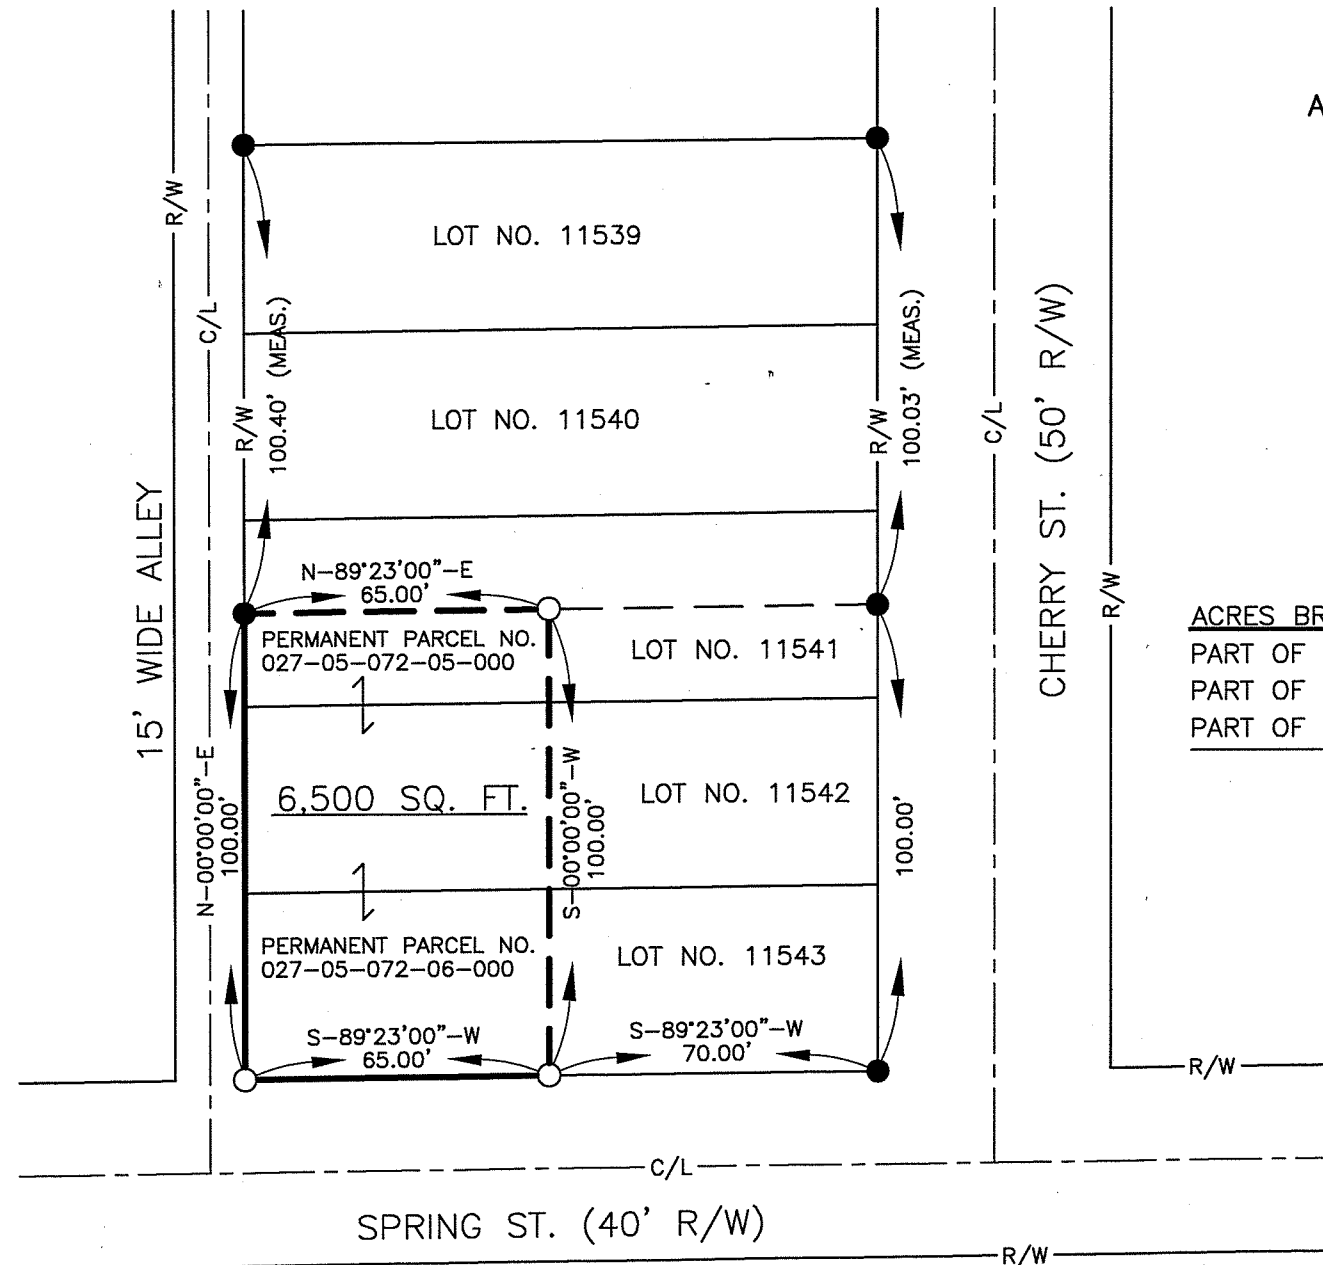 A
R/W
LOT NO. 11539
C/L
100.40' (MEAS.)
R/W
LOT NO. 11540
R/W
100.03' (MEAS.)
C/L
CHERRY ST. (50' R/W)
R/W
15' WIDE ALLEY
N-89°23'00"-E
65.00'
PERMANENT PARCEL NO.
027-05-072-05-000
LOT NO. 11541
ACRES BR
PART OF
PART OF
PART OF
N-00°00'00"-E
100.00'
6,500 SQ. FT.
S-00°00'00"-W
100.00'
LOT NO. 11542
100.00'
PERMANENT PARCEL NO.
027-05-072-06-000
LOT NO. 11543
S-89°23'00"-W
65.00'
S-89°23'00"-W
70.00'
R/W
C/L
SPRING ST. (40' R/W)
R/W